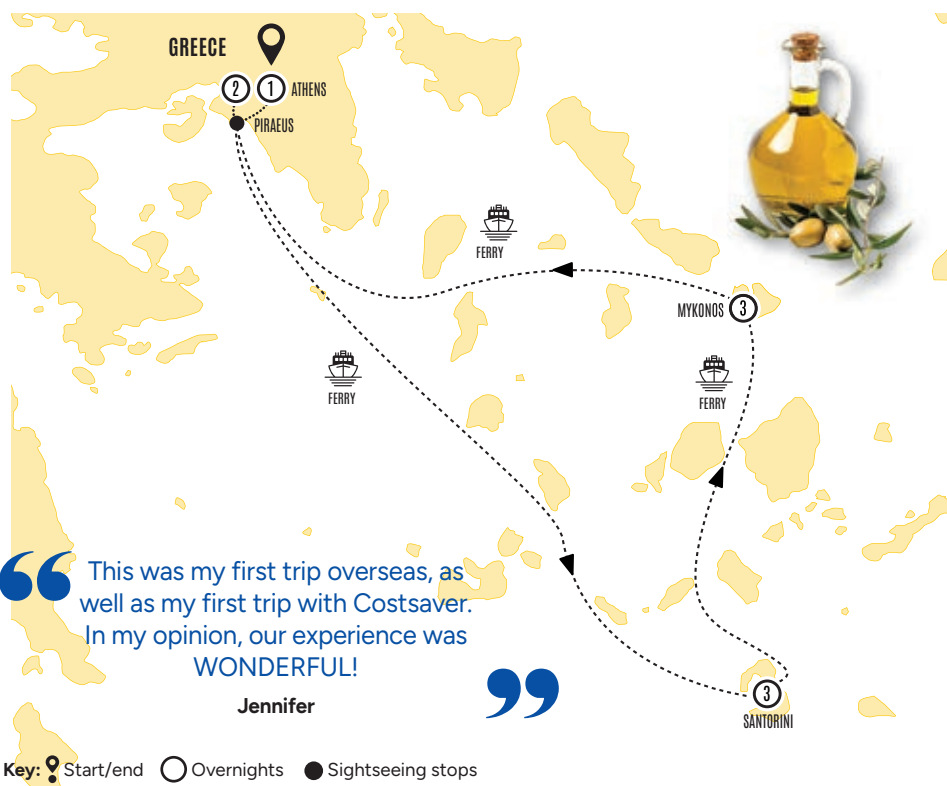 GREECE
2
1
ATHENS
PIRAEUS
FERRY
MYKONOS
3
FERRY
FERRY
“
This was my first trip overseas, as
well as my first trip with Costsaver.
In my opinion, our experience was
WONDERFUL!
Jennifer
”
3
SANTORINI
Key: Start/end Overnights Sightseeing stops